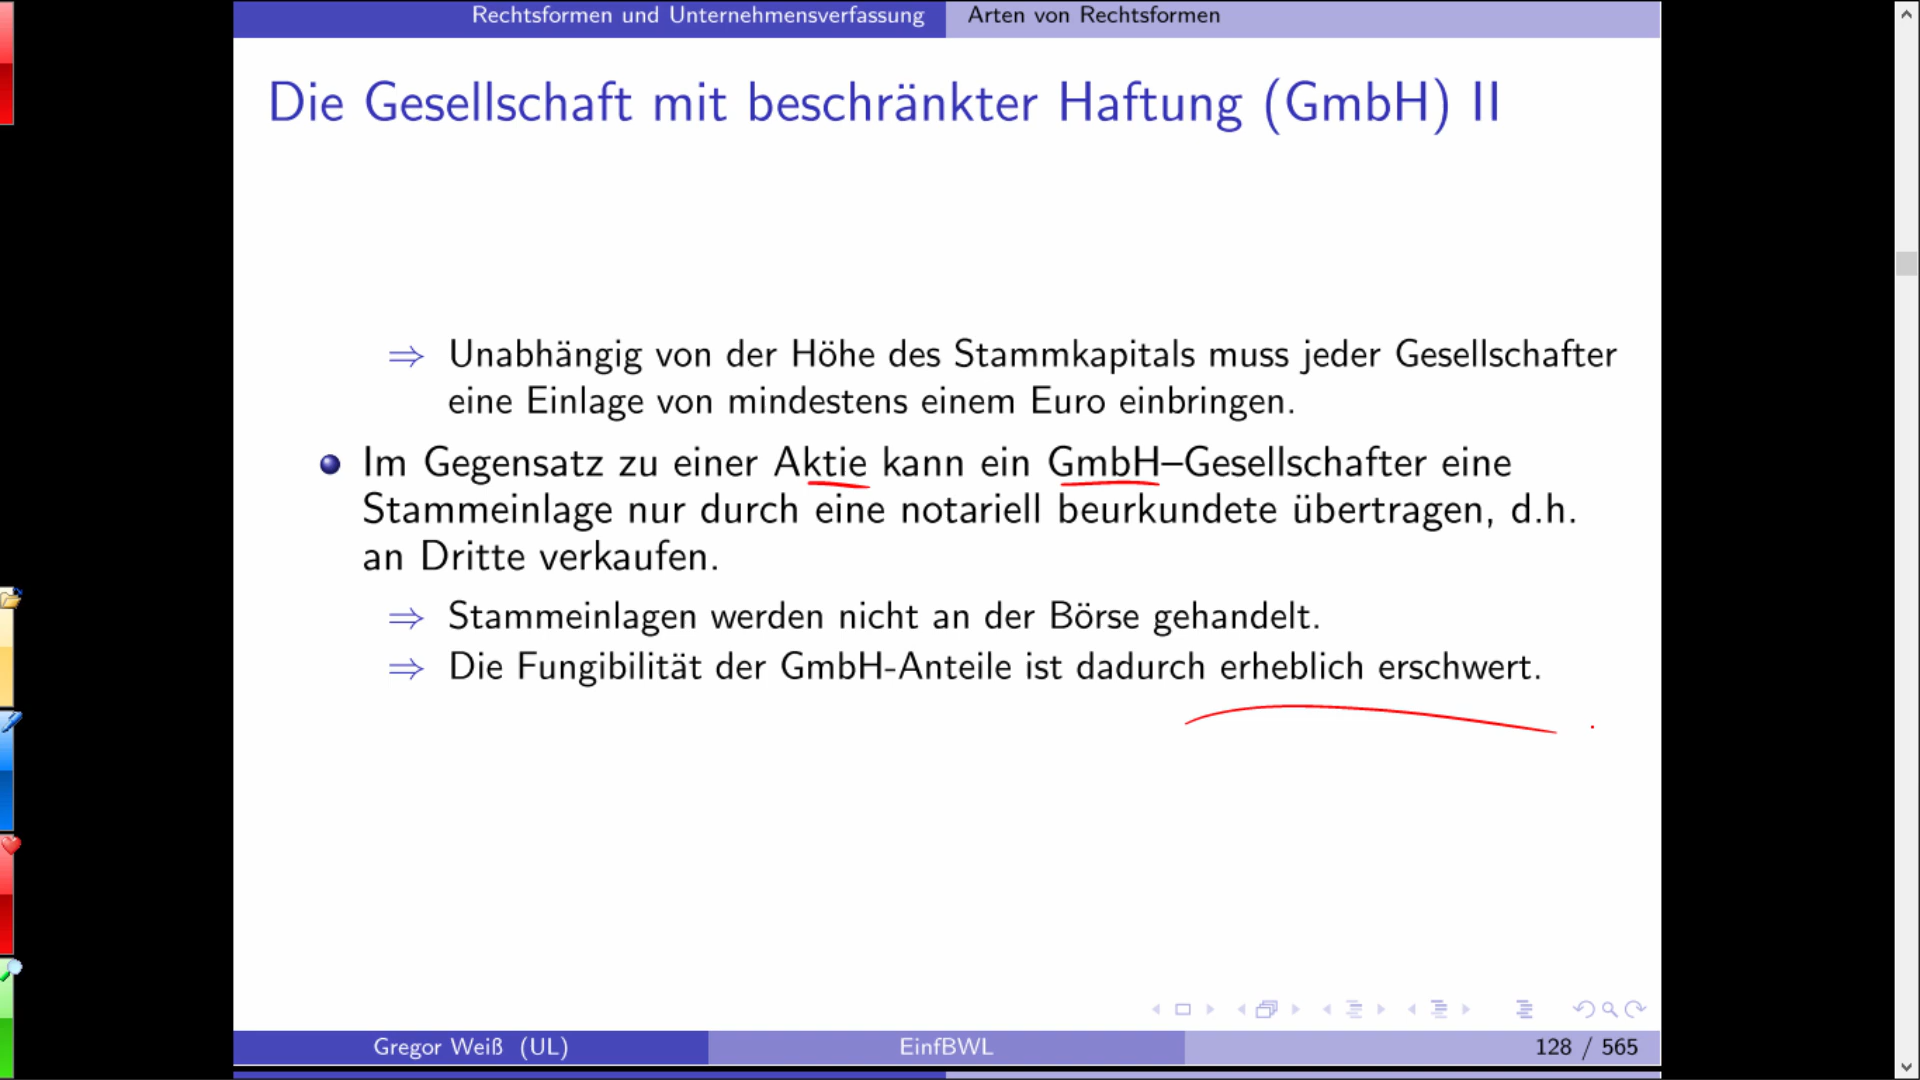 Rechtsformen und Unternehmensverfassung Arten von Rechtsformen
Die Gesellschaft mit beschränkter Haftung (GmbH) II
⇒ Unabhängig von der Höhe des Stammkapitals muss jeder Gesellschafter
eine Einlage von mindestens einem Euro einbringen.
Im Gegensatz zu einer Aktie kann ein GmbH–Gesellschafter eine
Stammeinlage nur durch eine notariell beurkundete übertragen, d.h.
an Dritte verkaufen.
⇒ Stammeinlagen werden nicht an der Börse gehandelt.
⇒ Die Fungibilität der GmbH-Anteile ist dadurch erheblich erschwert.
Gregor Weiß (UL) EinfBWL 128 / 565